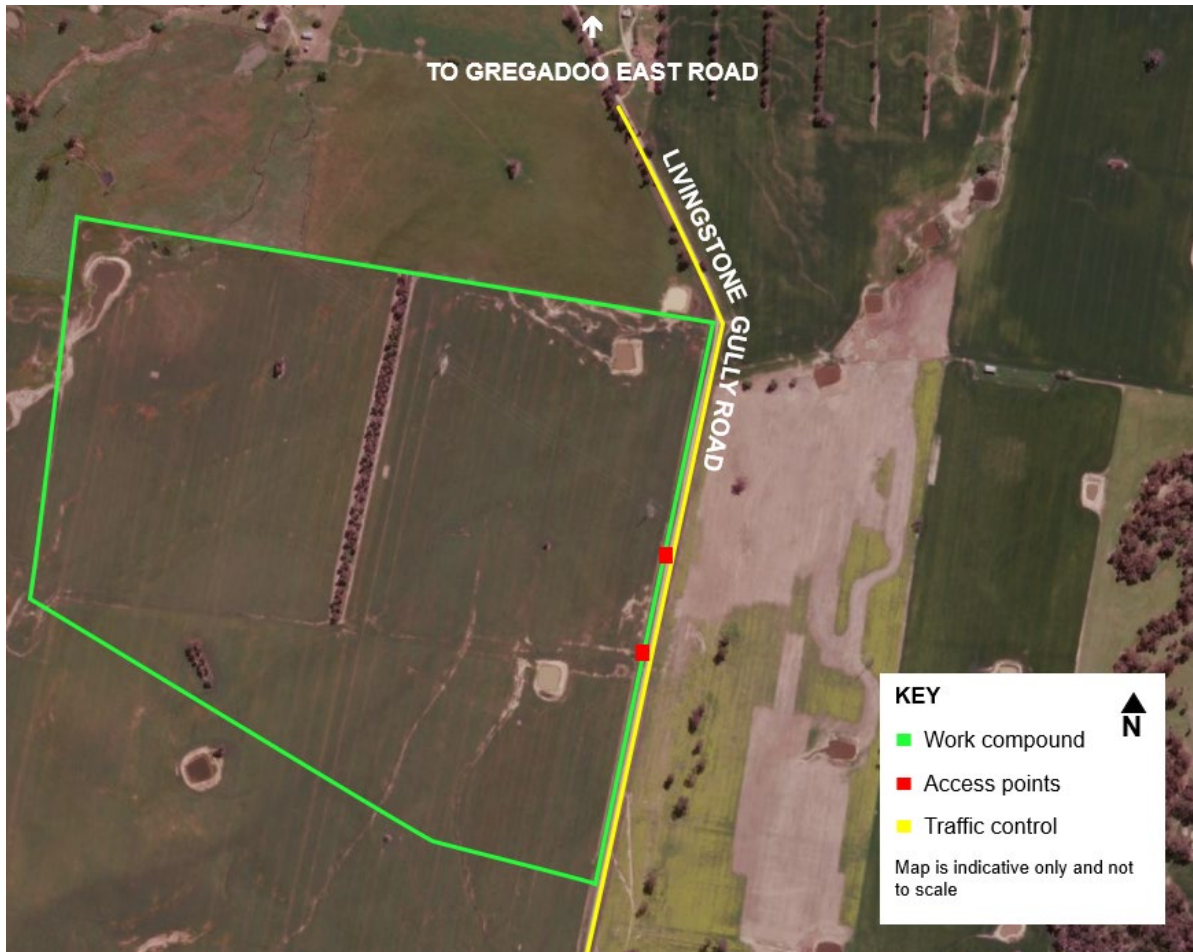 TO GREGADOO EAST ROAD
LIVINGSTONE GULLY ROAD
KEY
N
Work compound
Access points
Traffic control
Map is indicative only and not
to scale